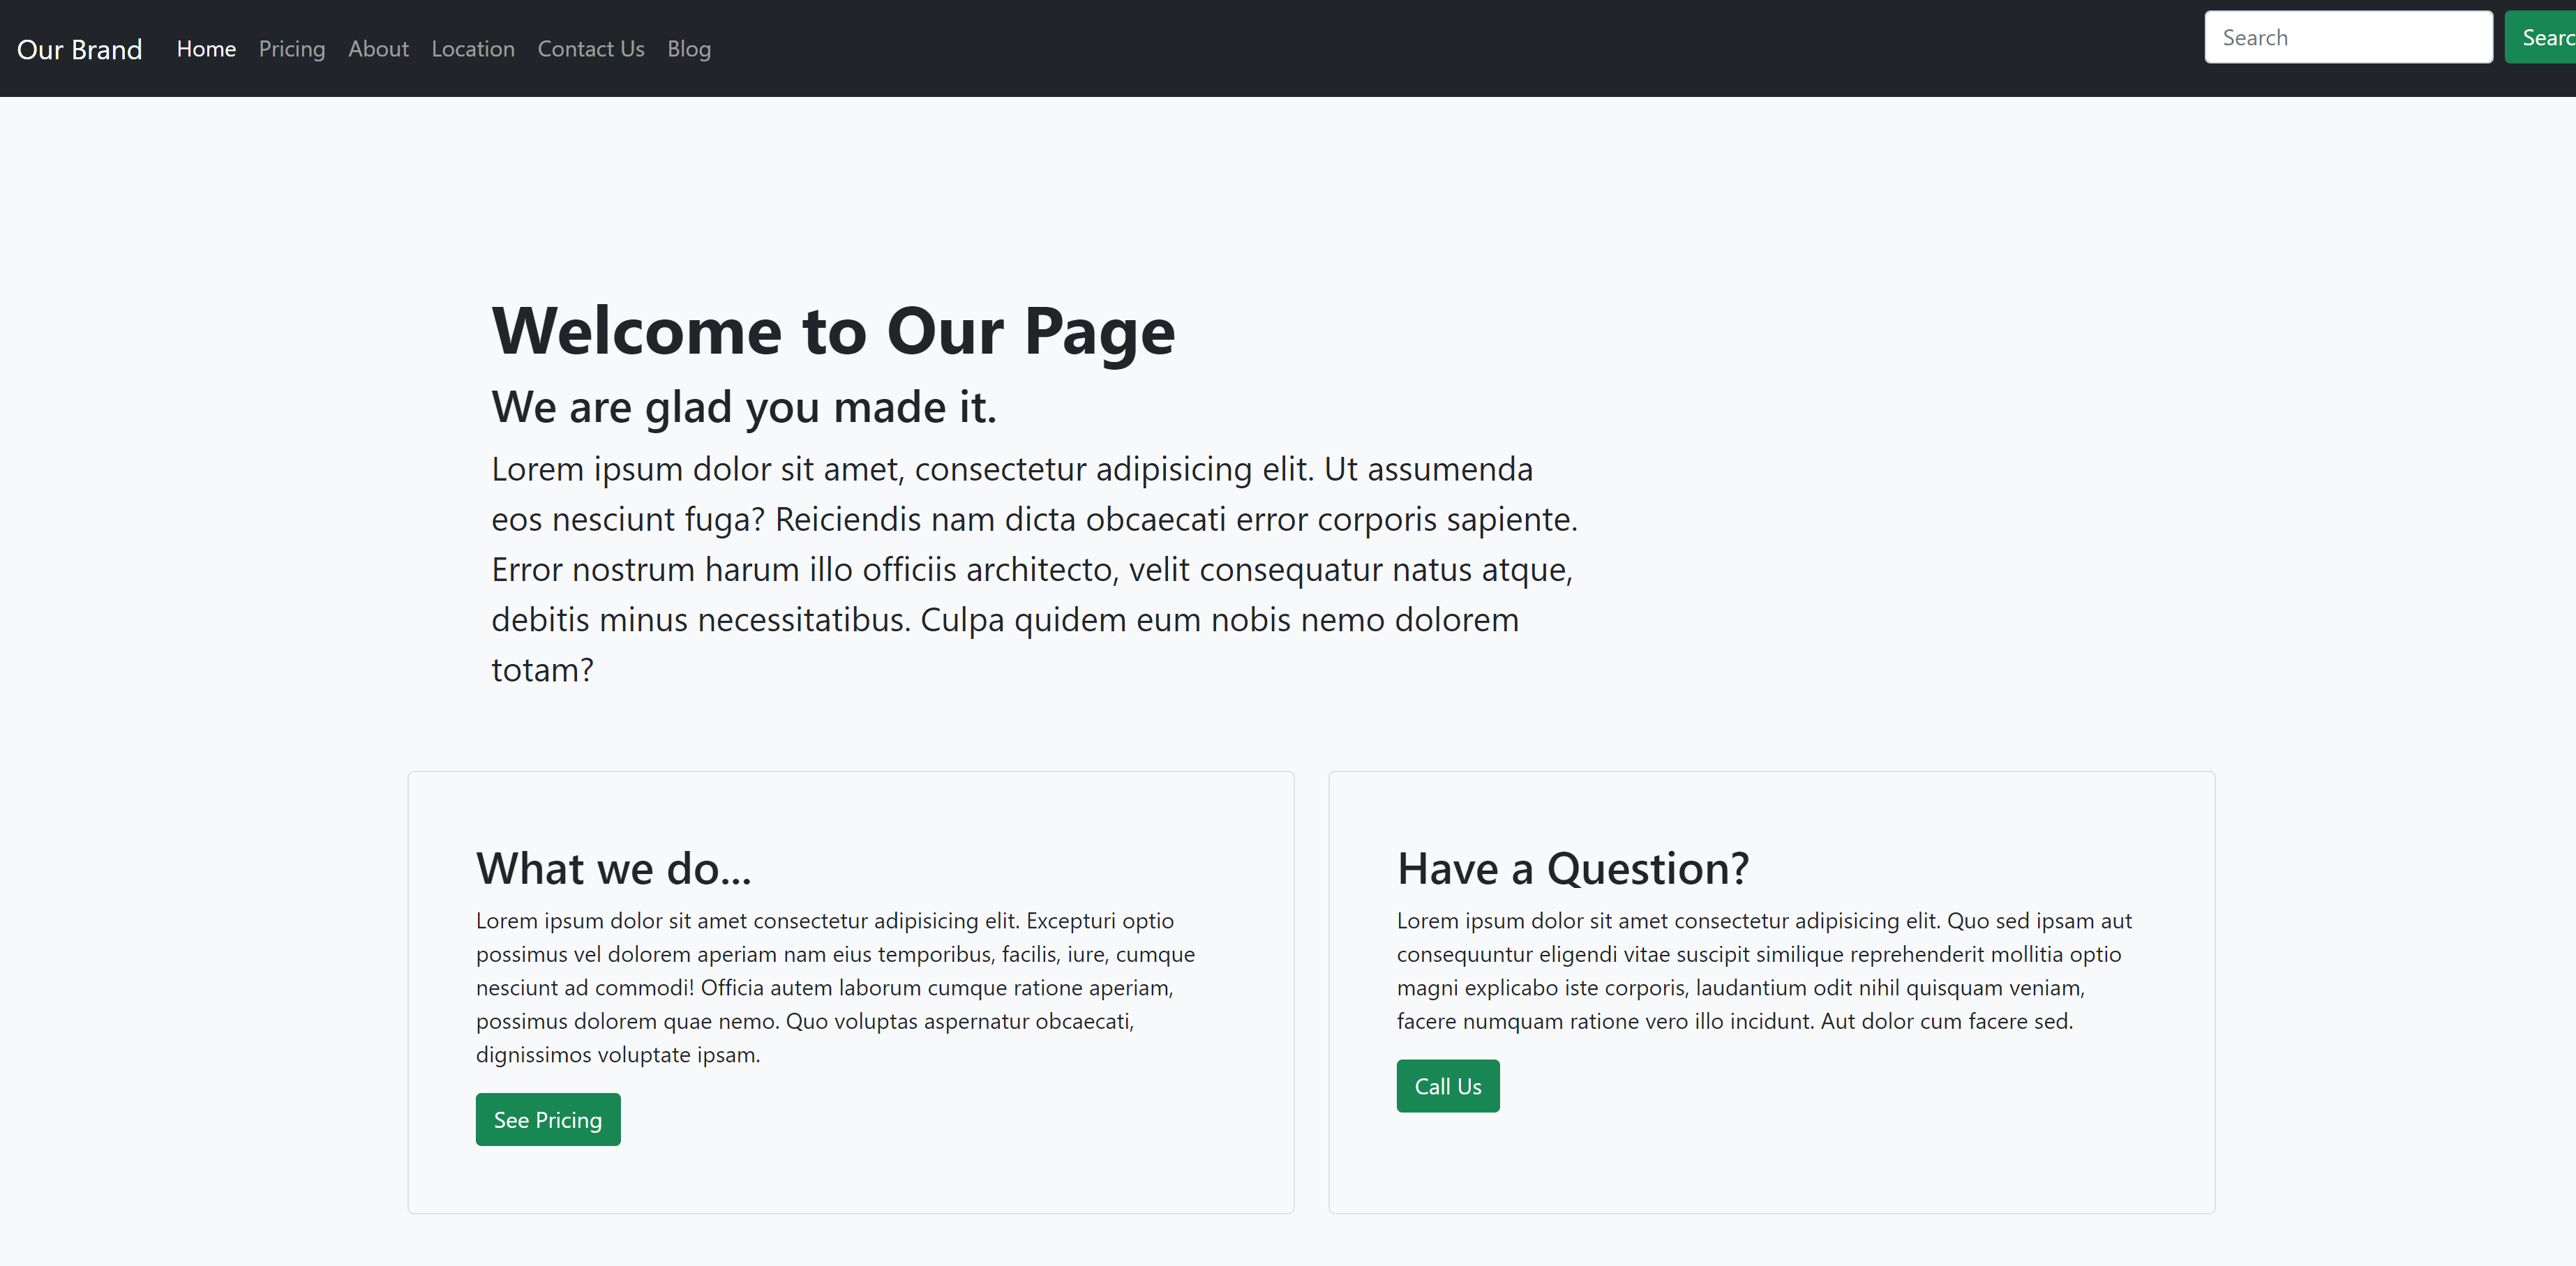 Our Brand Home Pricing About Location Contact Us Blog Search Searc
Welcome to Our Page
We are glad you made it.
Lorem ipsum dolor sit amet, consectetur adipisicing elit. Ut assumenda
eos nesciunt fuga? Reiciendis nam dicta obcaecati error corporis sapiente.
Error nostrum harum illo officiis architecto, velit consequatur natus atque,
debitis minus necessitatibus. Culpa quidem eum nobis nemo dolorem
totam?
What we do...
Lorem ipsum dolor sit amet consectetur adipisicing elit. Excepturi optio
possimus vel dolorem aperiam nam eius temporibus, facilis, iure, cumque
nesciunt ad commodi! Officia autem laborum cumque ratione aperiam,
possimus dolorem quae nemo. Quo voluptas aspernatur obcaecati,
dignissimos voluptate ipsam.
See Pricing
Have a Question?
Lorem ipsum dolor sit amet consectetur adipisicing elit. Quo sed ipsam aut
consequuntur eligendi vitae suscipit similique reprehenderit mollitia optio
magni explicabo iste corporis, laudantium odit nihil quisquam veniam,
facere numquam ratione vero illo incidunt. Aut dolor cum facere sed.
Call Us